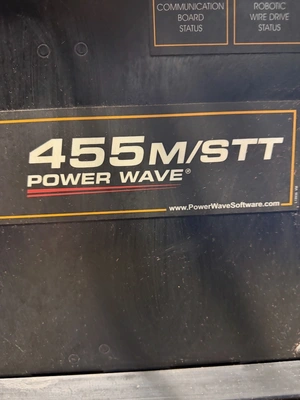 COMMUNICATION
BOARD
STATUS
ROBOTIC
WIRE DRIVE
STATUS
455M/STT
POWER WAVE®
www.PowerWaveSoftware.com